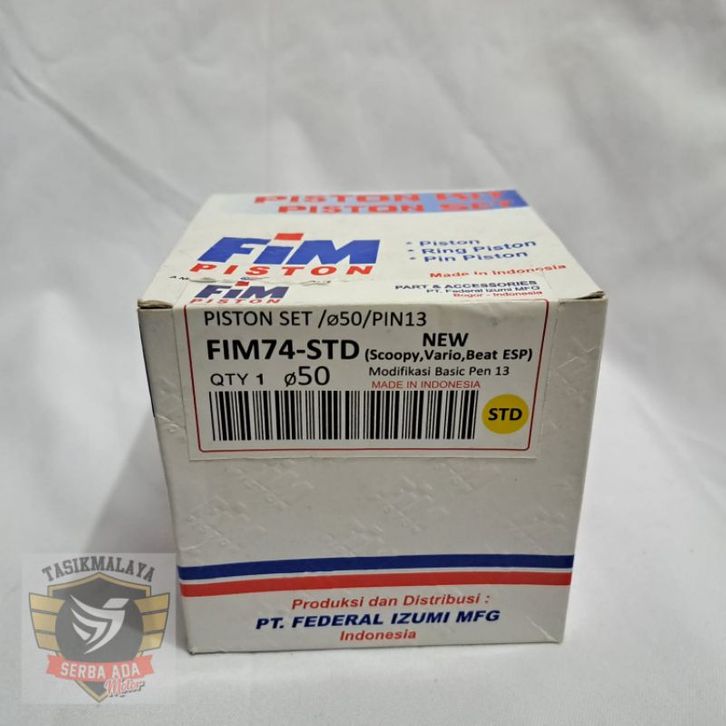 PISTON KIT
PISTON SET
FiM
PISTON
• Piston
• Ring Piston
• Pin Piston
Made in Indonesia
PART & ACCESSORIES
PT. Federal Izumi MFG
Bogor - Indonesia
FiM
PISTON
PISTON SET /ø50/PIN13
FIM74-STD
NEW
(Scoopy,Vario,Beat ESP)
QTY 1 ø50
Modifikasi Basic Pen 13
MADE IN INDONESIA
STD
Produksi dan Distribusi :
PT. FEDERAL IZUMI MFG
Indonesia
TASIKMALAYA
SERBA ADA
Motor